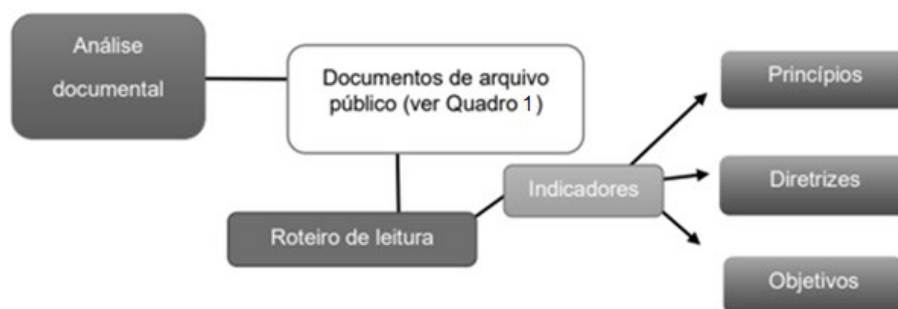 Análise
documental
Documentos de arquivo
público (ver Quadro 1)
Roteiro de leitura
Indicadores
Princípios
Diretrizes
Objetivos